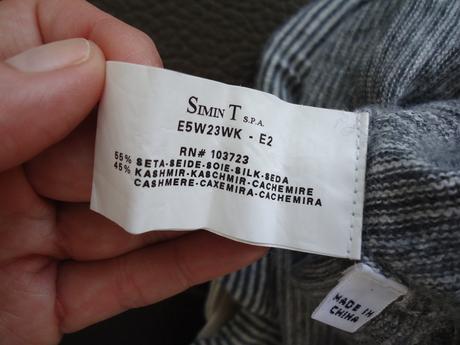 SIMIN T S.P.A.
E5W23WK - E2
RN# 103723
55% SETA-SEIDE-SOIE-SILK-SEDA
45% KASHMIR-KASCHMIR-CACHEMIRE
CASHMERE-CAXEMIRA-CACHEMIRA
MADE IN
CHINA